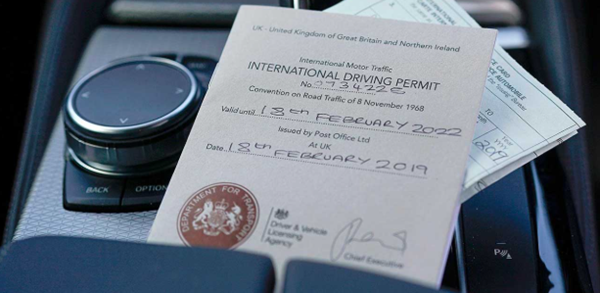 UK - United Kingdom of Great Britain and Northern Ireland
International Motor Traffic
INTERNATIONAL DRIVING PERMIT
No.
Convention on Road Traffic of 8 November 1968
Valid until 18th FEBRUARY 2022
Issued by Post Office Ltd
At UK
Date 18th FEBRUARY 2019
DEPARTMENT FOR TRANSPORT
Driver & Vehicle
Licensing
Agency
Chief Executive
BACK
OPTION
P